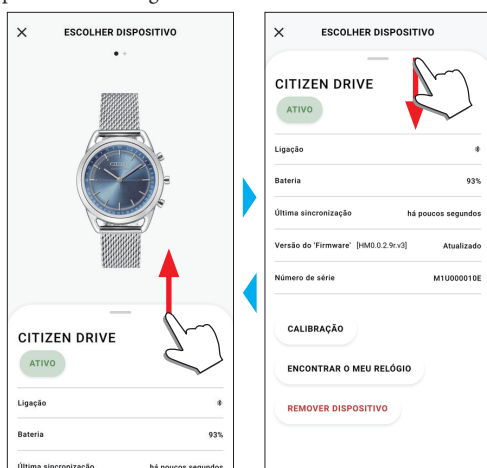 ESCOLHER DISPOSITIVO
CITIZEN DRIVE
ATIVO
Ligação
Bateria 93%
Última sincronização há poucos segundos
ESCOLHER DISPOSITIVO
CITIZEN DRIVE
ATIVO
Ligação
Bateria 93%
Última sincronização há poucos segundos
Versão do 'Firmware' [HM0.0.2.9r.v3] Atualizado
Número de série M1U000010E
CALIBRAÇÃO
ENCONTRAR O MEU RELÓGIO
REMOVER DISPOSITIVO